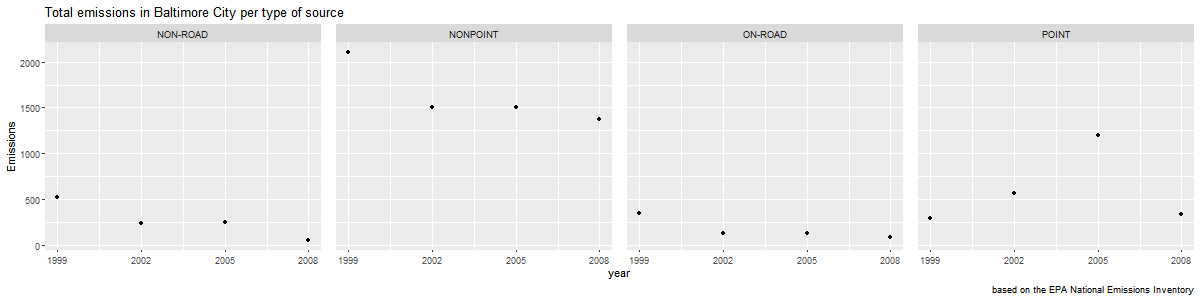 Total emissions in Baltimore City per type of source
NON-ROAD NONPOINT ON-ROAD POINT
Emissions
2000
1500
1000
500
0
1999 2002 2005 2008 1999 2002 2005 2008 1999 2002 2005 2008 1999 2002 2005 2008
year
based on the EPA National Emissions Inventory